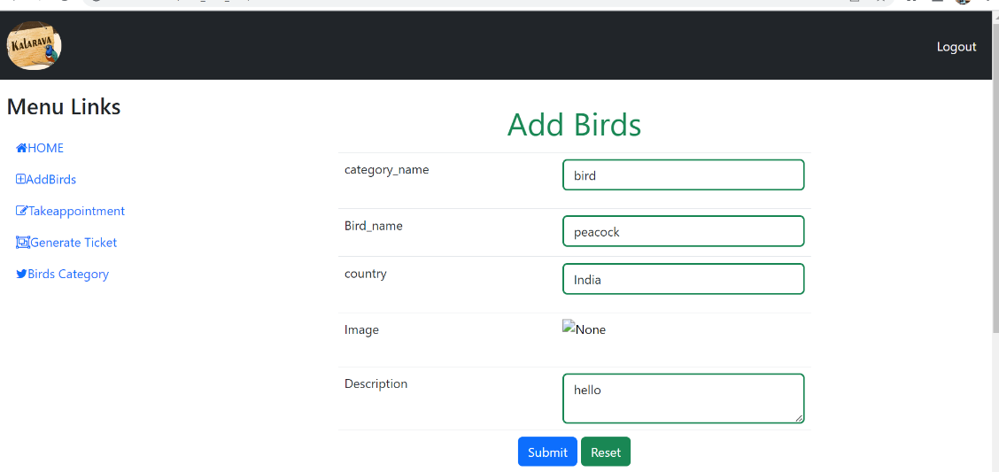 KALARAVA
Logout
Menu Links
HOME
AddBirds
Takeappointment
Generate Ticket
Birds Category
Add Birds
category_name
bird
Bird_name
peacock
country
India
Image
None
Description
hello
Submit
Reset